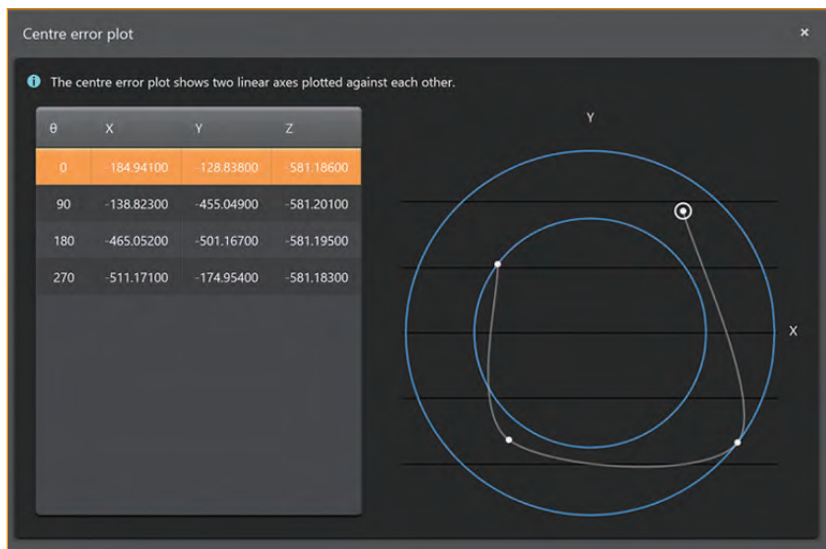 Centre error plot ×
i The centre error plot shows two linear axes plotted against each other.
θ X Y Z
0 -184.94100 -128.83800 -581.18600
90 -138.82300 -455.04900 -581.20100
180 -465.05200 -501.16700 -581.19500
270 -511.17100 -174.95400 -581.18300
Y
X